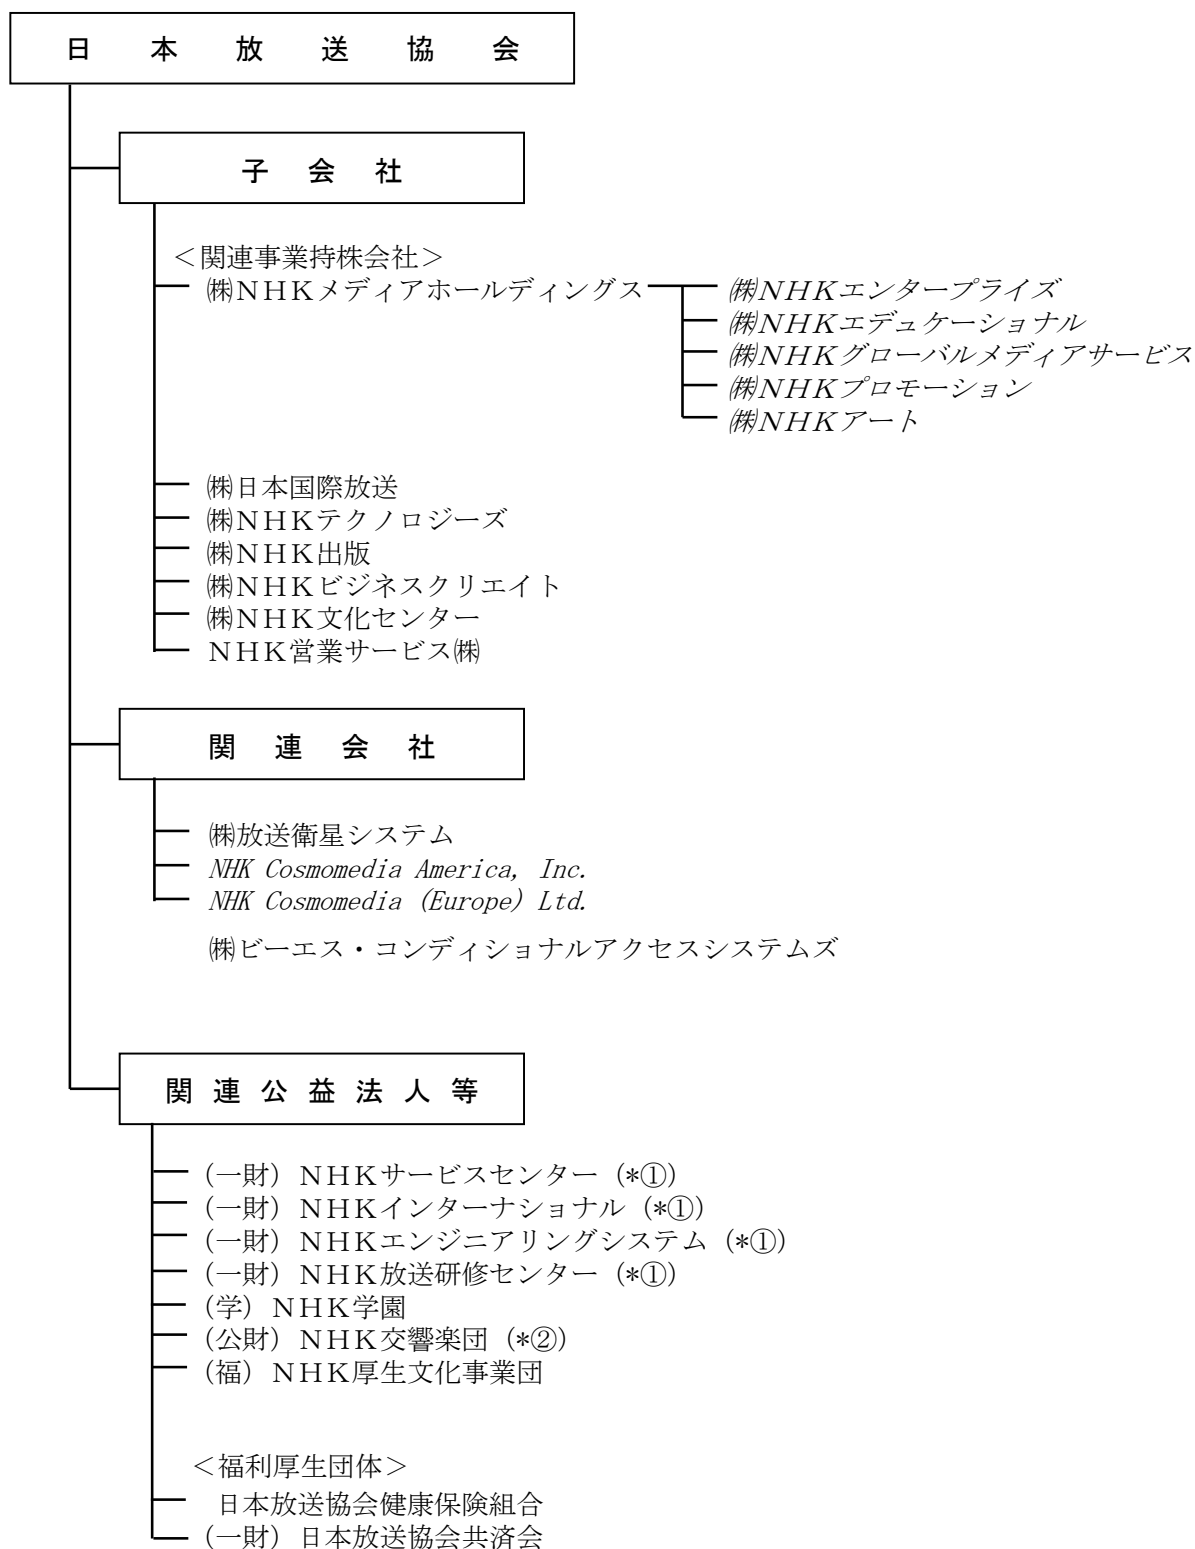 日本放送協会
子会社
＜関連事業持株会社＞
㈱ＮＨＫメディアホールディングス
㈱ＮＨＫエンタープライズ
㈱ＮＨＫエデュケーショナル
㈱ＮＨＫグローバルメディアサービス
㈱ＮＨＫプロモーション
㈱ＮＨＫアート
㈱日本国際放送
㈱ＮＨＫテクノロジーズ
㈱ＮＨＫ出版
㈱ＮＨＫビジネスクリエイト
㈱ＮＨＫ文化センター
ＮＨＫ営業サービス㈱
関連会社
㈱放送衛星システム
NHK Cosmomedia America, Inc.
NHK Cosmomedia (Europe) Ltd.
㈱ビーエス・コンディショナルアクセスシステムズ
関連公益法人等
（一財）ＮＨＫサービスセンター（*①）
（一財）ＮＨＫインターナショナル（*①）
（一財）ＮＨＫエンジニアリングシステム（*①）
（一財）ＮＨＫ放送研修センター（*①）
（学）ＮＨＫ学園
（公財）ＮＨＫ交響楽団（*②）
（福）ＮＨＫ厚生文化事業団
＜福利厚生団体＞
日本放送協会健康保険組合
（一財）日本放送協会共済会